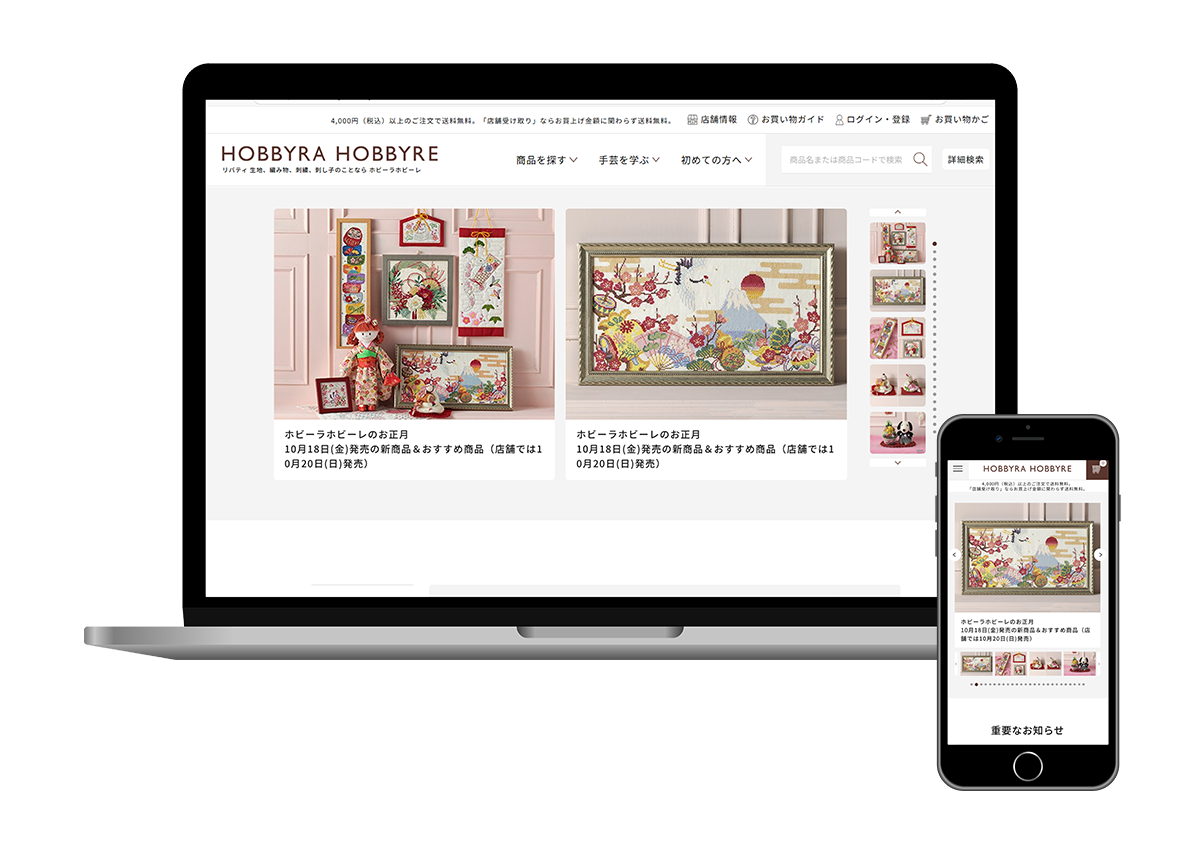 4,000円（税込）以上のご注文で送料無料。「店舗受け取り」ならお買上げ金額に関わらず送料無料。
店舗情報
お買い物ガイド
ログイン・登録
お買い物かご
HOBBYRA HOBBYRE
リバティ 生地、編み物、刺繍、刺し子のことなら ホビーラホビーレ
商品を探す
手芸を学ぶ
初めての方へ
商品名または商品コードで検索
詳細検索
ホビーラホビーレのお正月
10月18日(金)発売の新商品＆おすすめ商品（店舗では1
0月20日(日)発売）
ホビーラホビーレのお正月
10月18日(金)発売の新商品＆おすすめ商品（店舗では1
0月20日(日)発売）
HOBBYRA HOBBYRE
4,000円（税込）以上のご注文で送料無料。
「店舗受け取り」ならお買上げ金額に関わらず送料無料。
ホビーラホビーレのお正月
10月18日(金)発売の新商品＆おすすめ商品（店
舗では10月20日(日)発売）
重要なお知らせ